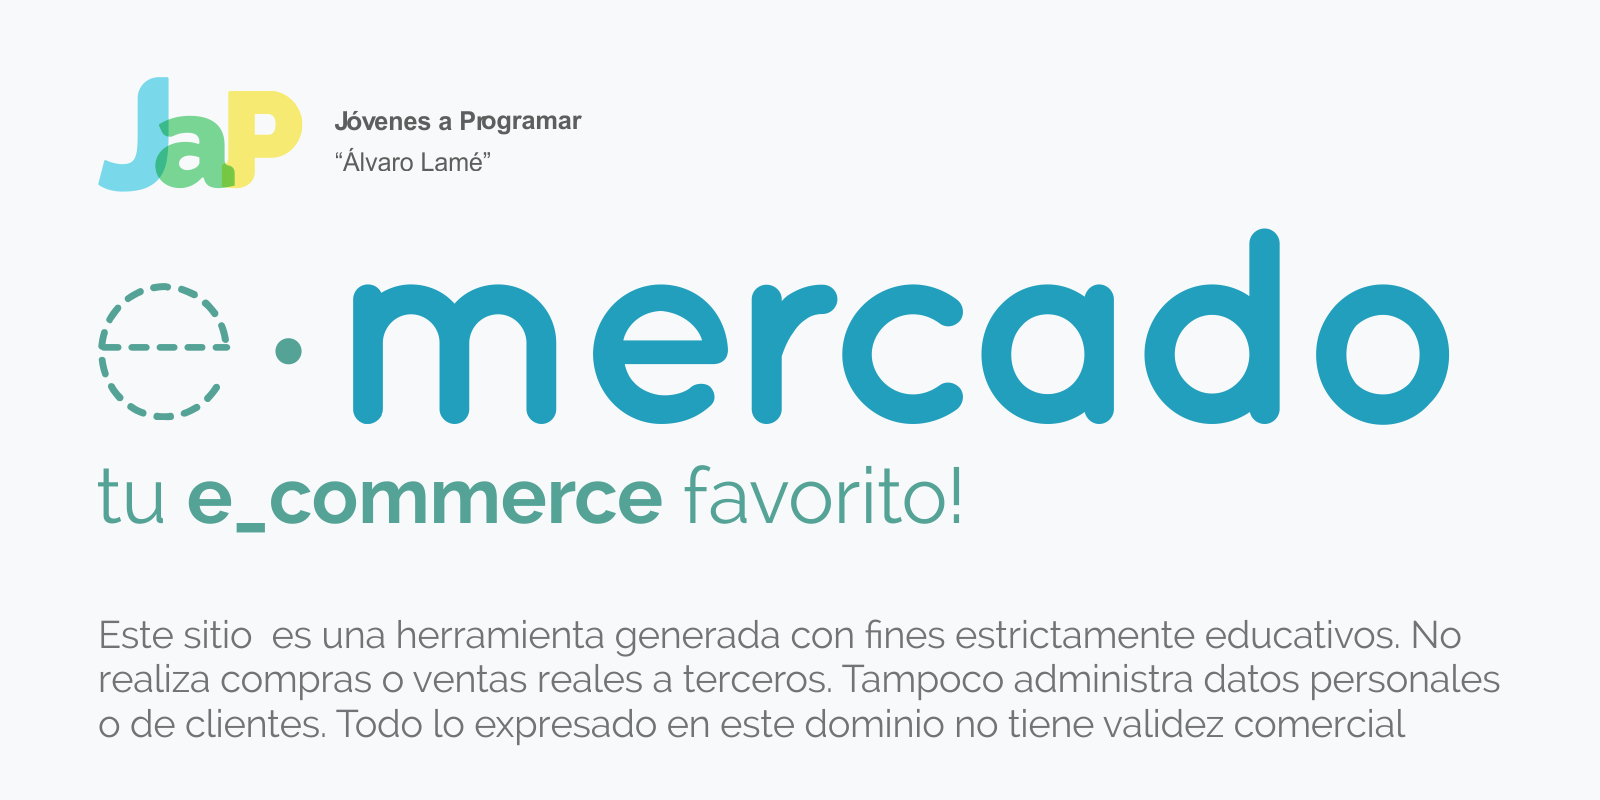 JaP
Jóvenes a Programar
“Álvaro Lamé”
e · mercado
tu e_commerce favorito!
Este sitio  es una herramienta generada con fines estrictamente educativos. No
realiza compras o ventas reales a terceros. Tampoco administra datos personales
o de clientes. Todo lo expresado en este dominio no tiene validez comercial